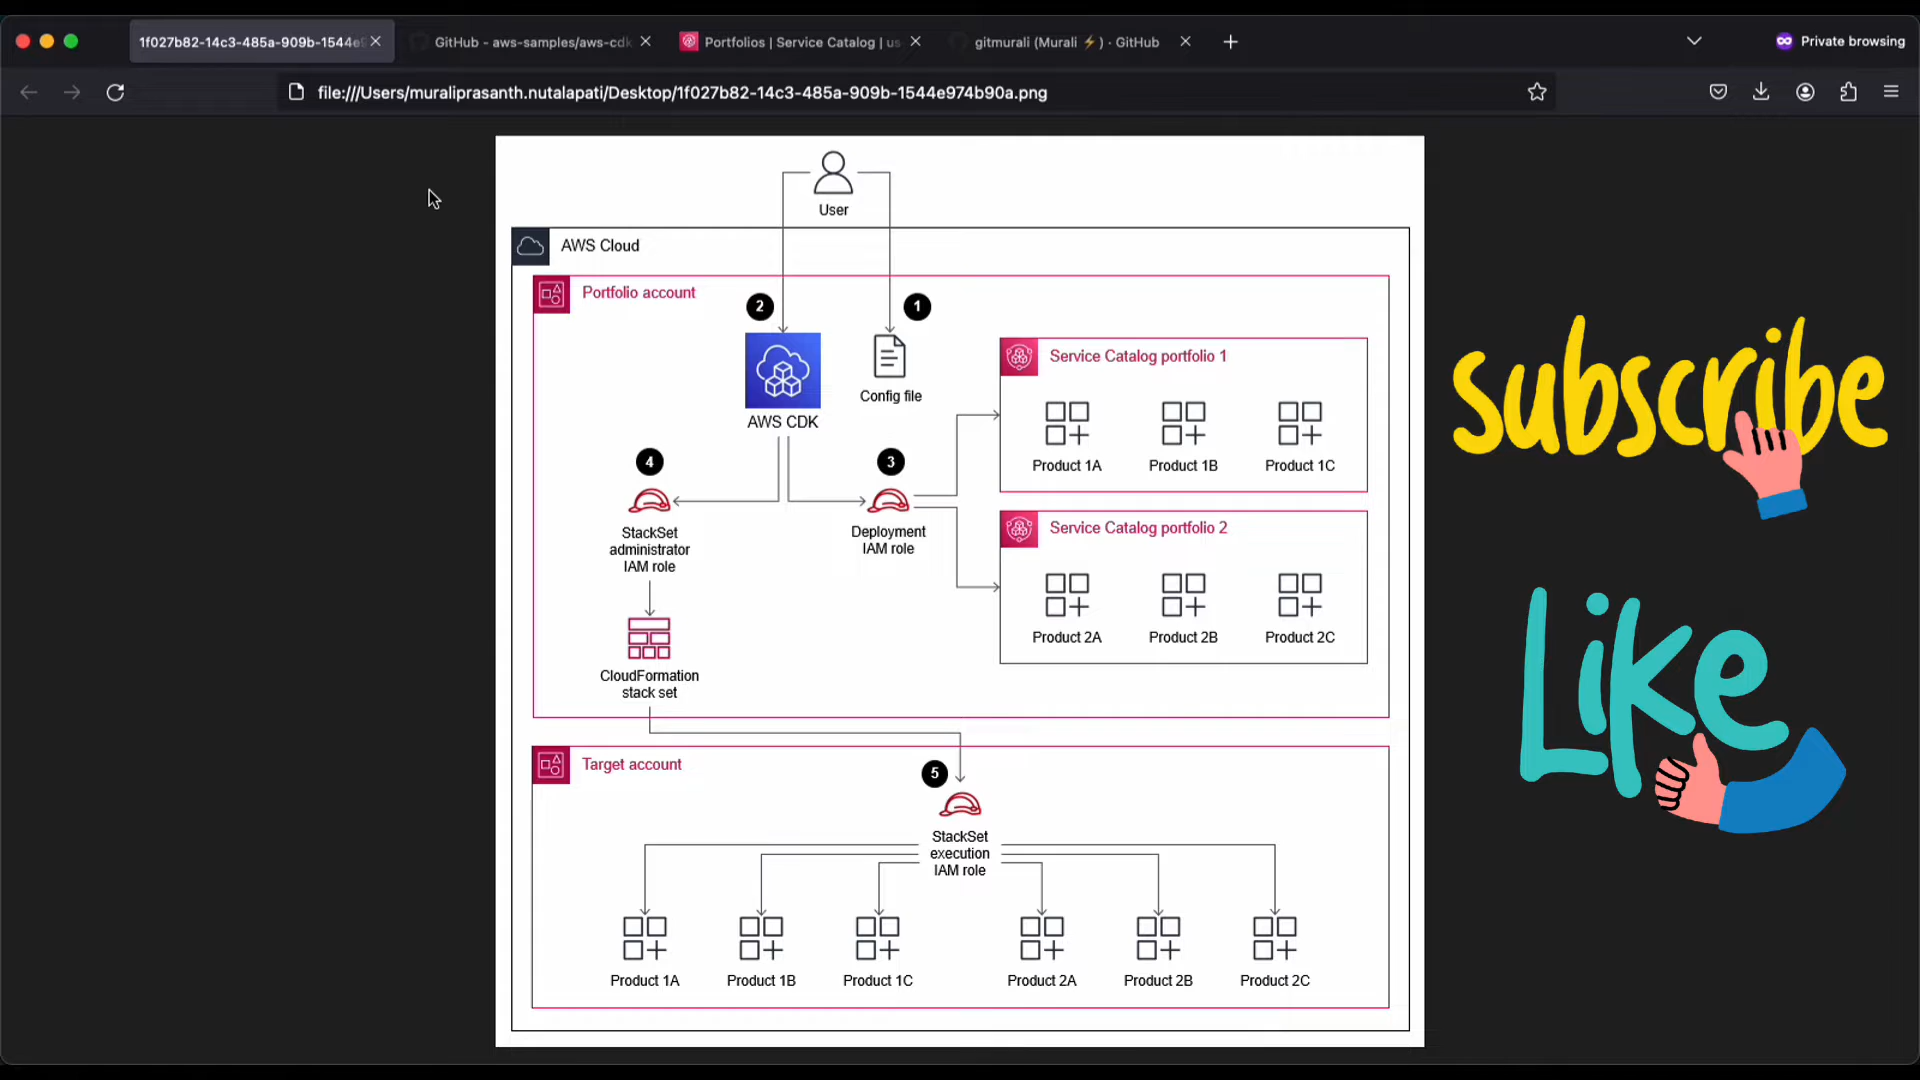 1f027b82-14c3-485a-909b-1544e
GitHub - aws-samples/aws-cdk
Portfolios | Service Catalog | us
gitmurali (Murali ⚡) · GitHub
Private browsing
file:///Users/muraliprasanth.nutalapati/Desktop/1f027b82-14c3-485a-909b-1544e974b90a.png
User
AWS Cloud
Portfolio account
2
1
Service Catalog portfolio 1
Config file
AWS CDK
Product 1A
Product 1B
Product 1C
4
3
StackSet
administrator
IAM role
Deployment
IAM role
Service Catalog portfolio 2
Product 2A
Product 2B
Product 2C
CloudFormation
stack set
Target account
5
StackSet
execution
IAM role
Product 1A
Product 1B
Product 1C
Product 2A
Product 2B
Product 2C
subscribe
Like